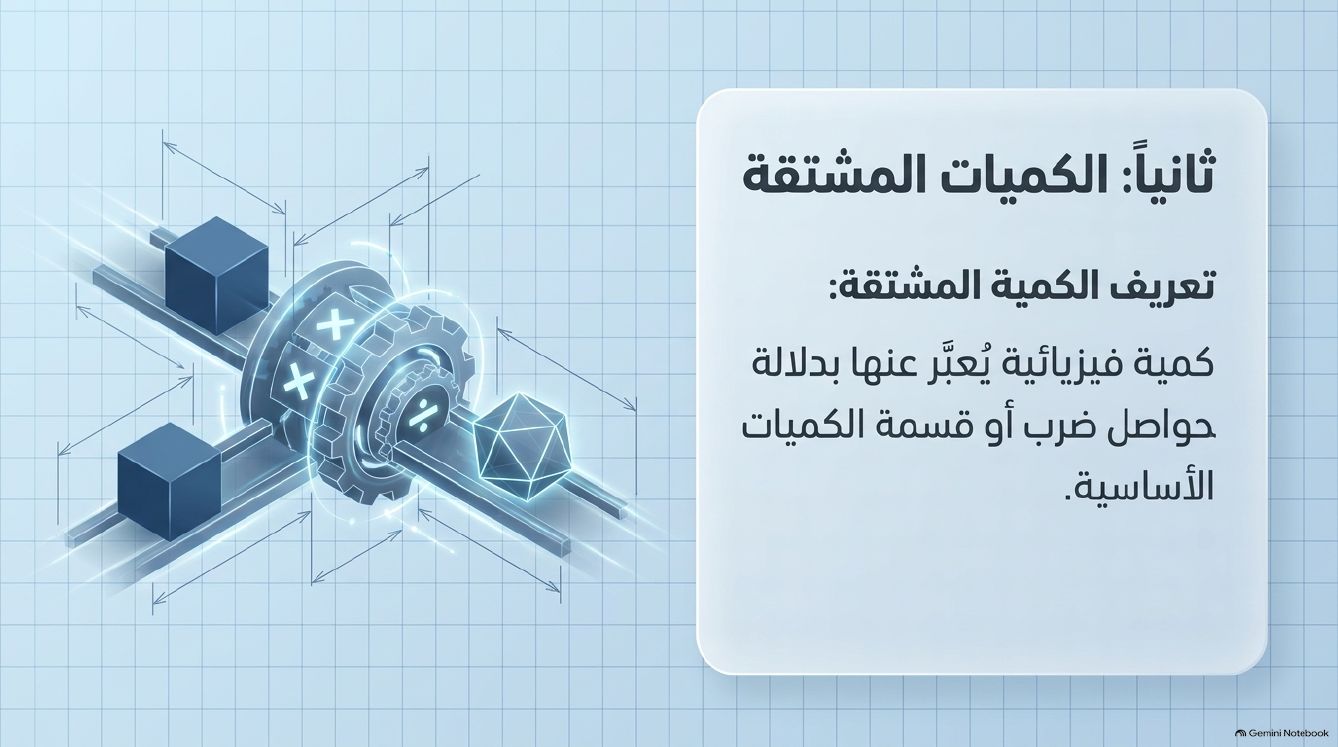 ثانياً: الكميات المشتقة
تعريف الكمية المشتقة:
كمية فيزيائية يُعبَّر عنها بدلالة
حواصل ضرب أو قسمة الكميات
الأساسية.
×
×
÷
Gemini Notebook